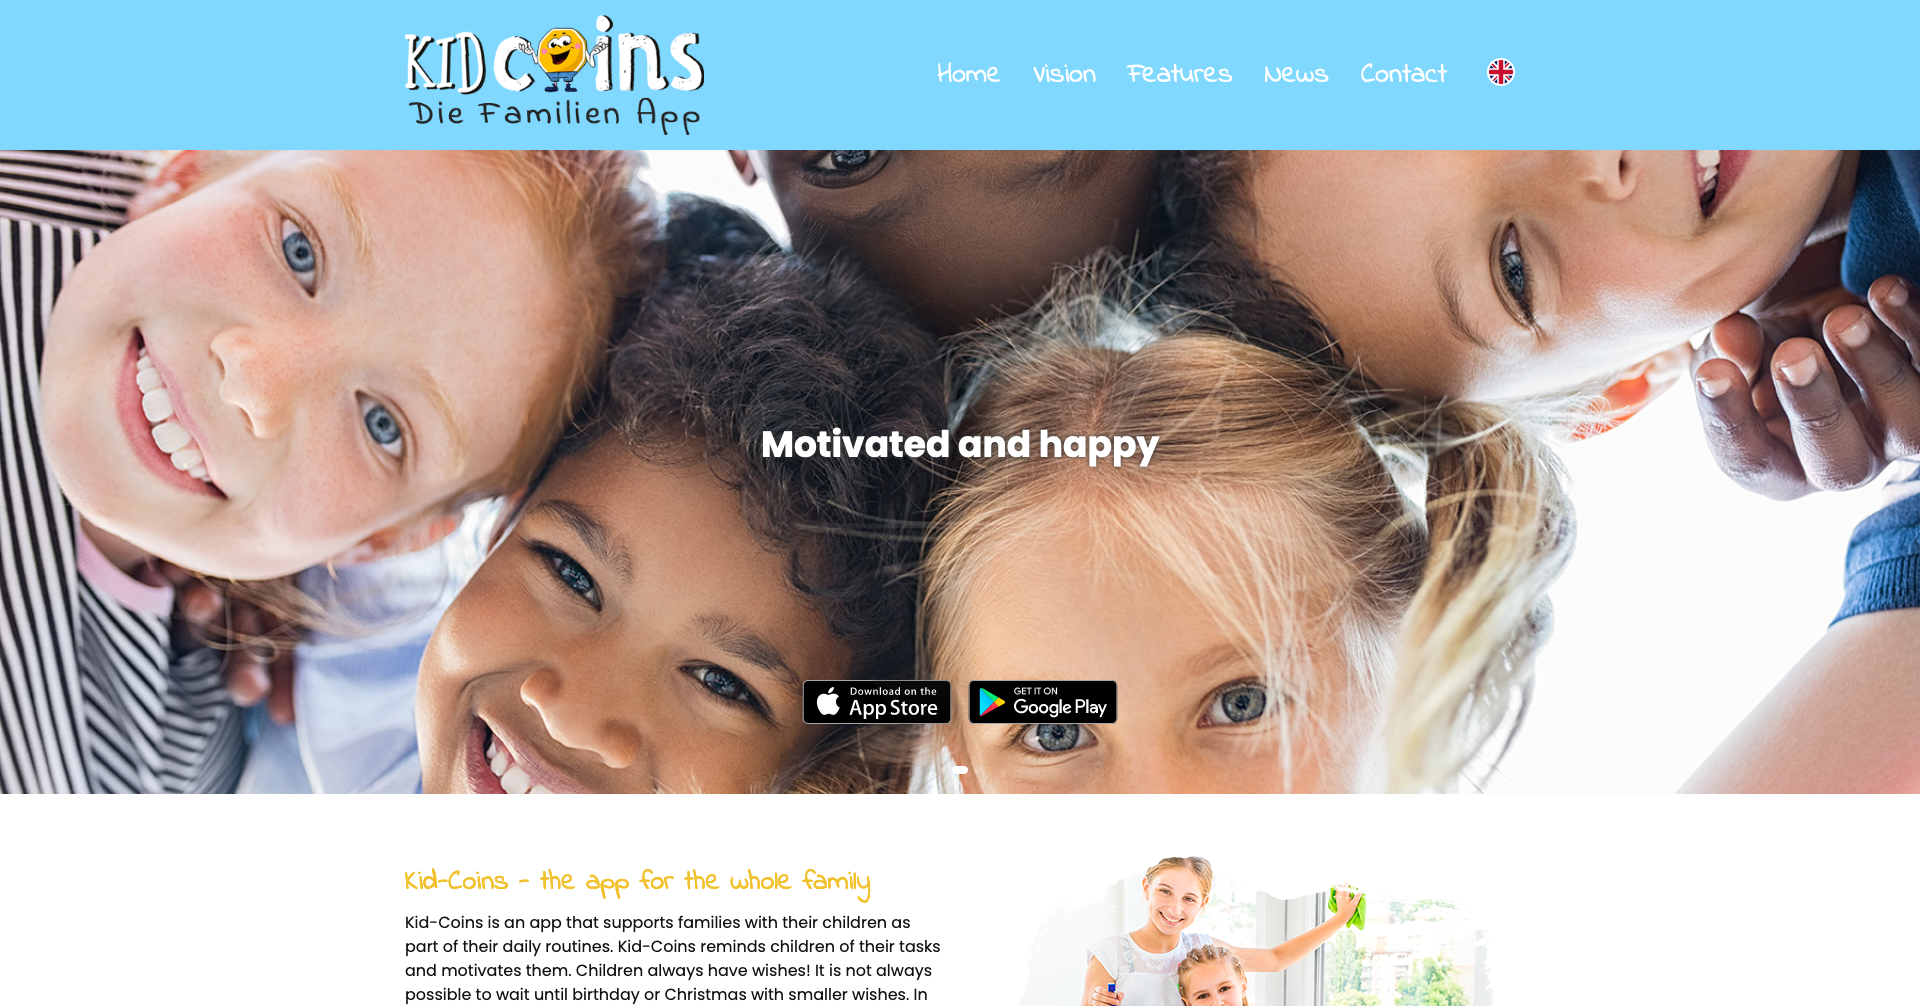 KID coins
Die Familien App
Home Vision Features News Contact
Motivated and happy
Download on the
App Store
GET IT ON
Google Play
Kid-Coins - the app for the whole family
Kid-Coins is an app that supports families with their children as
part of their daily routines. Kid-Coins reminds children of their tasks
and motivates them. Children always have wishes! It is not always
possible to wait until birthday or Christmas with smaller wishes. In